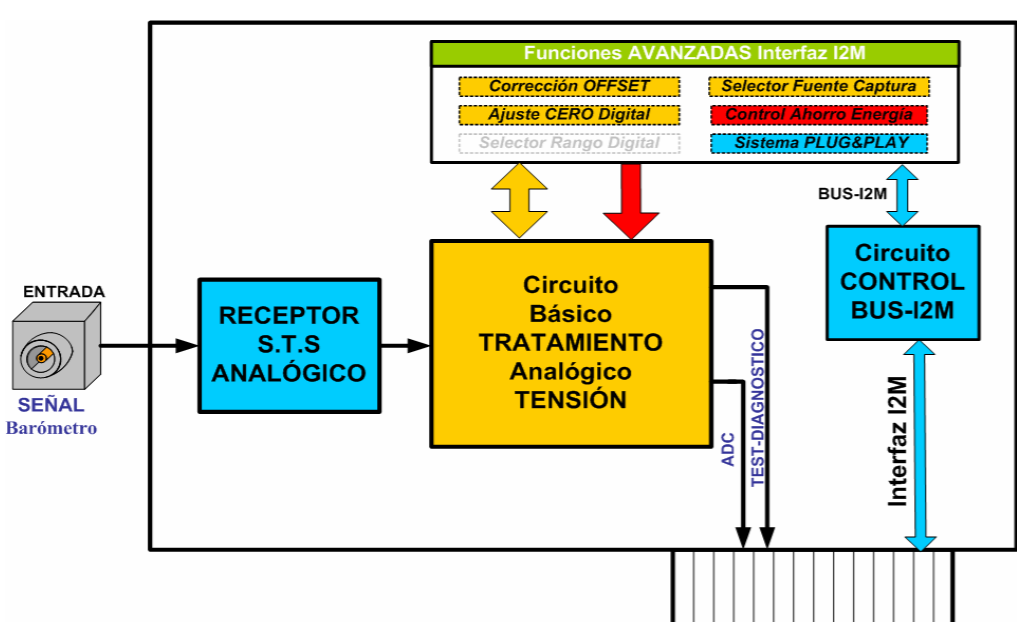 Funciones AVANZADAS Interfaz I2M
Corrección OFFSET
Selector Fuente Captura
Ajuste CERO Digital
Control Ahorro Energía
Selector Rango Digital
Sistema PLUG&PLAY
BUS-I2M
ENTRADA
SEÑAL
Barómetro
RECEPTOR
S.T.S
ANALÓGICO
Circuito
Básico
TRATAMIENTO
Analógico
TENSIÓN
Circuito
CONTROL
BUS-I2M
ADC
TEST-DIAGNOSTICO
Interfaz I2M